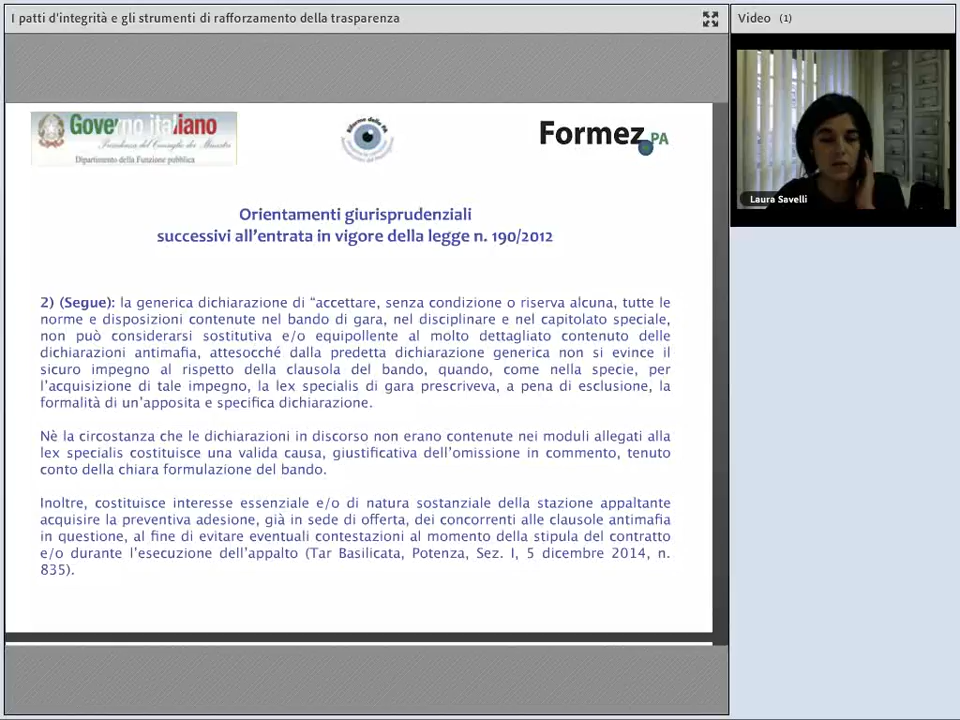 I patti d'integrità e gli strumenti di rafforzamento della trasparenza
Video (1)
Governo italiano
Presidenza del Consiglio dei Ministri
Dipartimento della Funzione pubblica
Riforme della PA
Formez PA
Laura Savelli
Orientamenti giurisprudenziali
successivi all’entrata in vigore della legge n. 190/2012
2) (Segue): la generica dichiarazione di “accettare, senza condizione o riserva alcuna, tutte le
norme e disposizioni contenute nel bando di gara, nel disciplinare e nel capitolato speciale,
non può considerarsi sostitutiva e/o equipollente al molto dettagliato contenuto delle
dichiarazioni antimafia, attesocché dalla predetta dichiarazione generica non si evince il
sicuro impegno al rispetto della clausola del bando, quando, come nella specie, per
l’acquisizione di tale impegno, la lex specialis di gara prescriveva, a pena di esclusione, la
formalità di un’apposita e specifica dichiarazione.
Nè la circostanza che le dichiarazioni in discorso non erano contenute nei moduli allegati alla
lex specialis costituisce una valida causa, giustificativa dell’omissione in commento, tenuto
conto della chiara formulazione del bando.
Inoltre, costituisce interesse essenziale e/o di natura sostanziale della stazione appaltante
acquisire la preventiva adesione, già in sede di offerta, dei concorrenti alle clausole antimafia
in questione, al fine di evitare eventuali contestazioni al momento della stipula del contratto
e/o durante l’esecuzione dell’appalto (Tar Basilicata, Potenza, Sez. I, 5 dicembre 2014, n.
835).